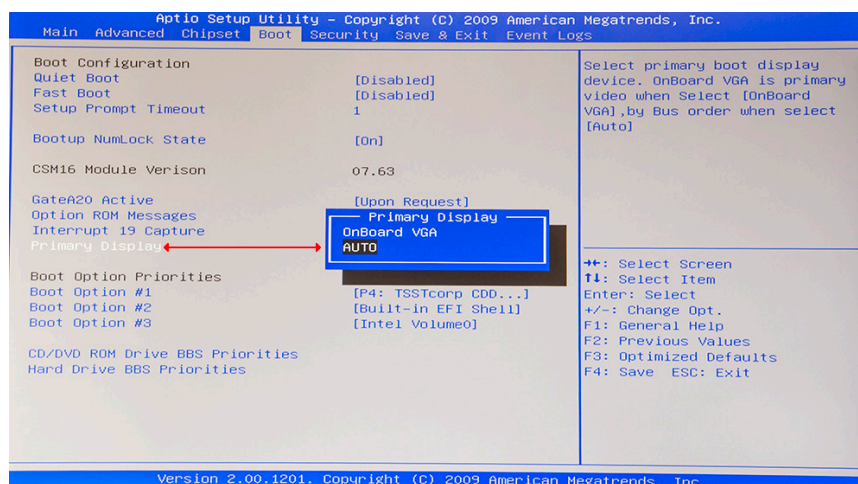 Aptio Setup Utility – Copyright (C) 2009 American Megatrends, Inc.
Main Advanced Chipset Boot Security Save & Exit Event Logs
Boot Configuration
Quiet Boot [Disabled]
Fast Boot [Disabled]
Setup Prompt Timeout 1
Bootup NumLock State [On]
CSM16 Module Verison 07.63
GateA20 Active [Upon Request]
Option ROM Messages
Interrupt 19 Capture
Primary Display
Primary Display
OnBoard VGA
AUTO
Boot Option Priorities
Boot Option #1 [P4: TSSTcorp CDD...]
Boot Option #2 [Built-in EFI Shell]
Boot Option #3 [Intel Volume0]
CD/DVD ROM Drive BBS Priorities
Hard Drive BBS Priorities
Select primary boot display
device. OnBoard VGA is primary
video when Select [OnBoard
VGA],by Bus order when select
[Auto]
→←: Select Screen
↑↓: Select Item
Enter: Select
+/-: Change Opt.
F1: General Help
F2: Previous Values
F3: Optimized Defaults
F4: Save ESC: Exit
Version 2.00.1201. Copyright (C) 2009 American Megatrends, Inc.